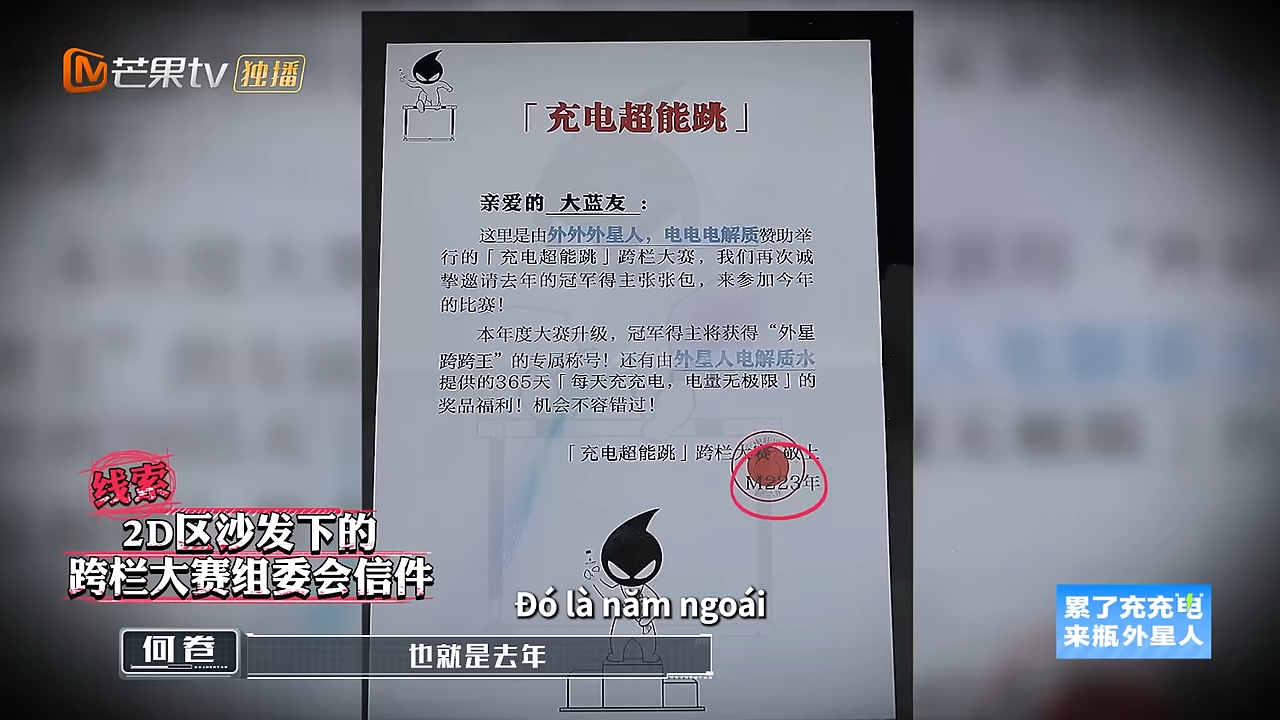 芒果tv 独播
「充电超能跳」
亲爱的 大蓝友 :
这里是由外外外星人，电电电解质赞助举
行的「充电超能跳」跨栏大赛，我们再次诚
挚邀请去年的冠军得主张张包，来参加今年
的比赛！
本年度大赛升级，冠军得主将获得“外星
跨跨王”的专属称号！还有由外星人电解质水
提供的365天「每天充充电，电量无极限」的
奖品福利！机会不容错过！
「充电超能跳」跨栏大赛 敬上
M223年
线索
2D区沙发下的
跨栏大赛组委会信件
Đó là năm ngoái
何卷
也就是去年
累了充充电
来瓶外星人